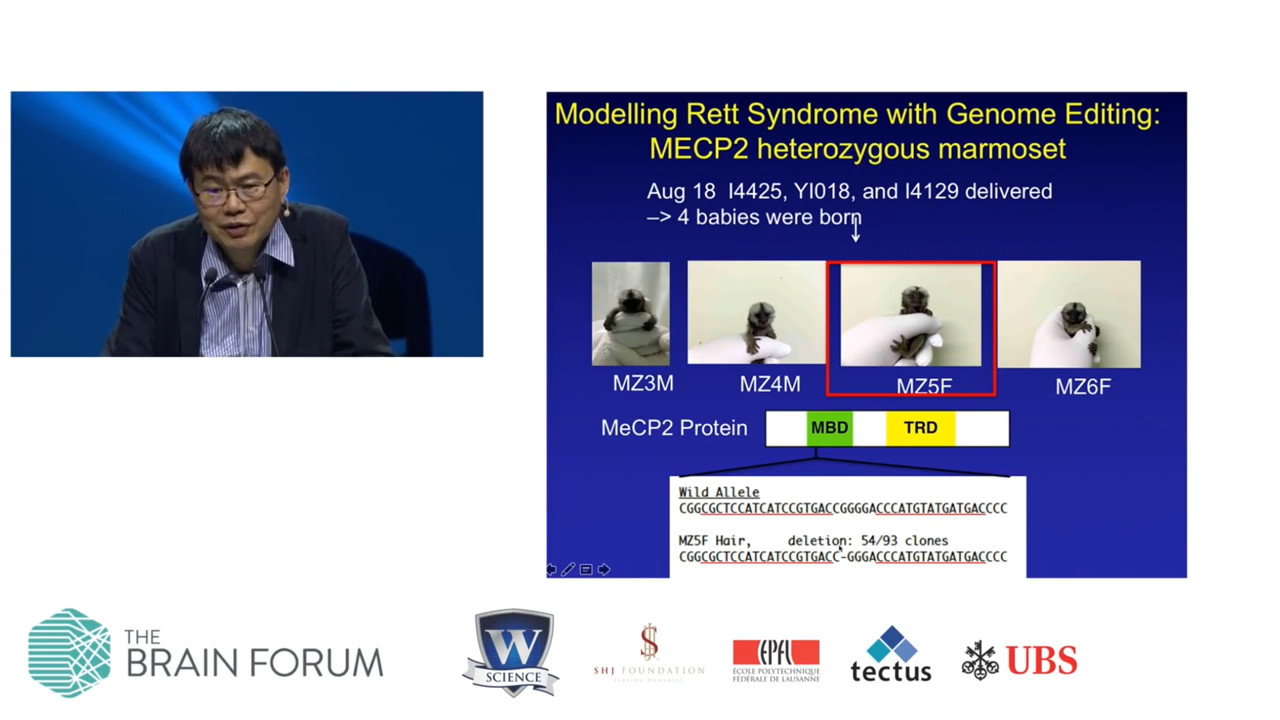 Modelling Rett Syndrome with Genome Editing:
MECP2 heterozygous marmoset
Aug 18 I4425, YI018, and I4129 delivered
–> 4 babies were born
MZ3M
MZ4M
MZ5F
MZ6F
MeCP2 Protein
MBD
TRD
Wild Allele
CGGCGCTCCATCATCCGTGACCGGGGACCCATGTATGATGACCCC
MZ5F Hair, deletion: 54/93 clones
CGGCGCTCCATCATCCGTGACC-GGGACCCATGTATGATGACCCC
THE
BRAIN FORUM
W
SCIENCE
SHJ FOUNDATION
EPFL
ÉCOLE POLYTECHNIQUE
FÉDÉRALE DE LAUSANNE
tectus
UBS